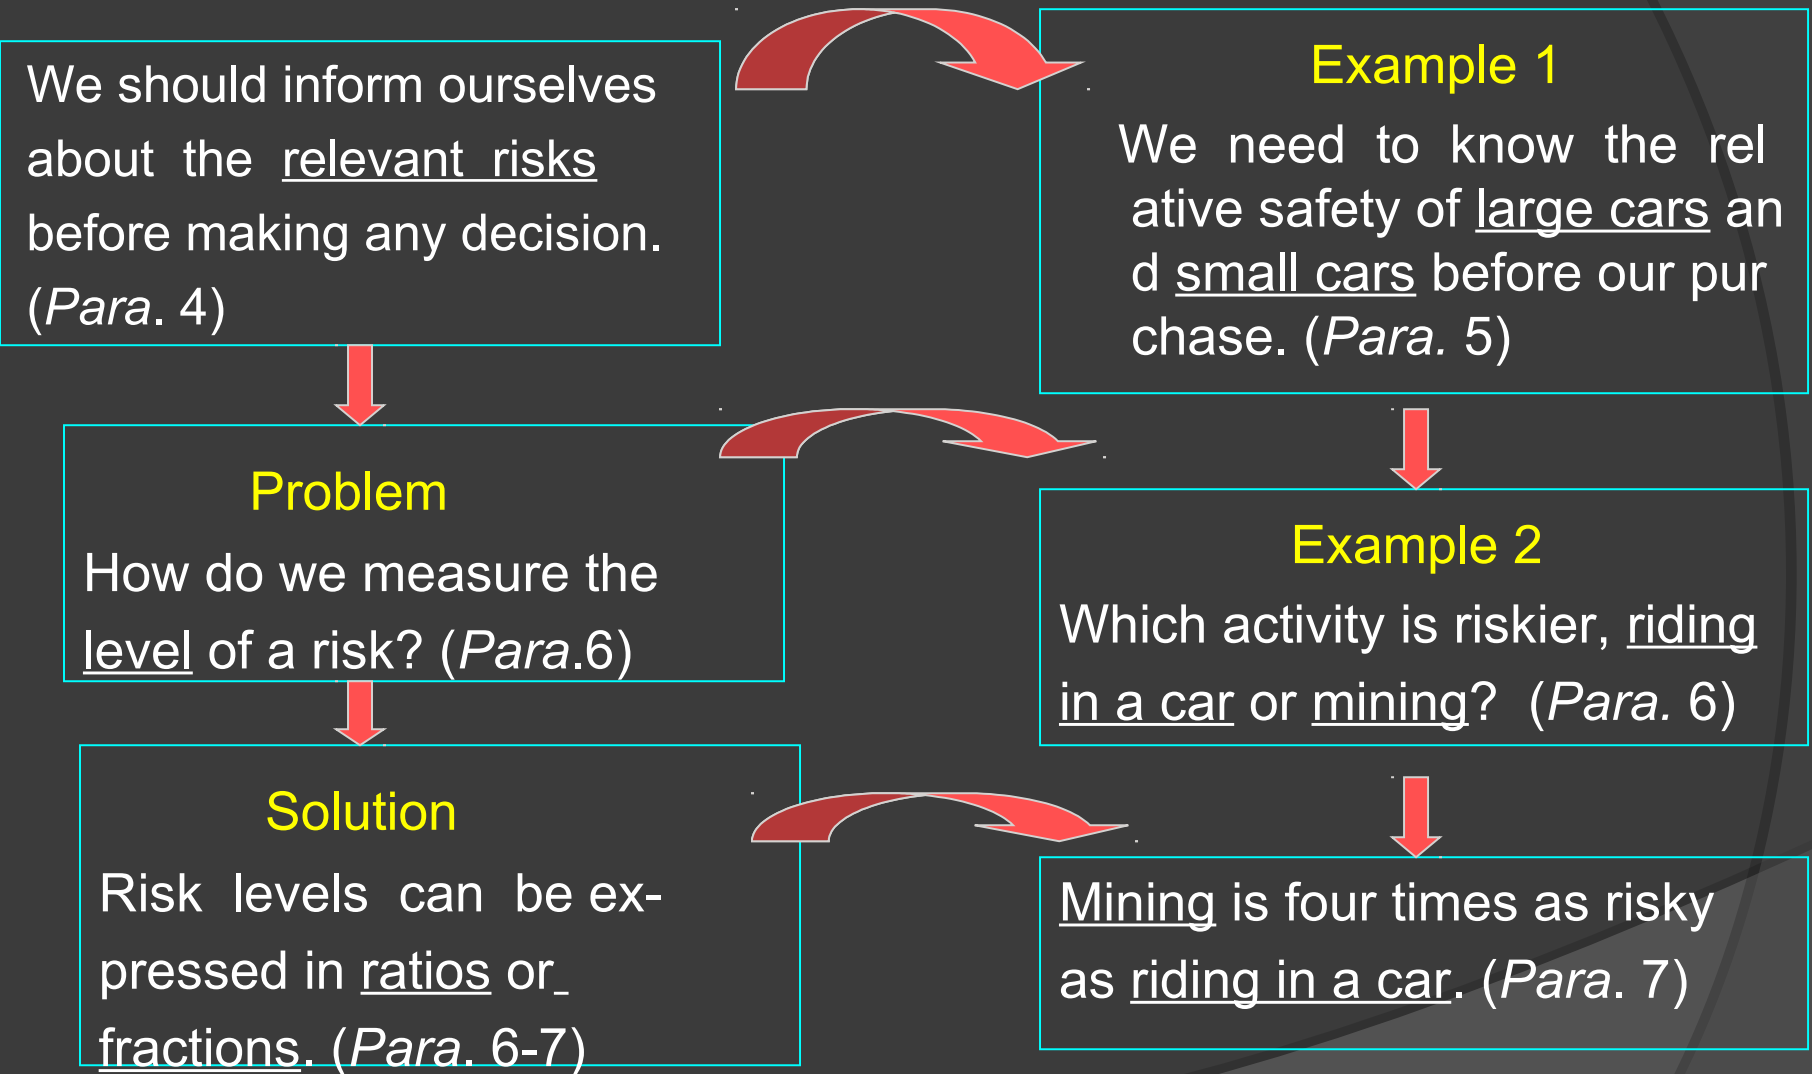 We should inform ourselves
about the relevant risks
before making any decision.
(Para. 4)
Example 1
We need to know the rel
ative safety of large cars an
d small cars before our pur
chase. (Para. 5)
Problem
How do we measure the
level of a risk? (Para.6)
Example 2
Which activity is riskier, riding
in a car or mining? (Para. 6)
Solution
Risk levels can be ex-
pressed in ratios or
fractions. (Para. 6-7)
Mining is four times as risky
as riding in a car. (Para. 7)